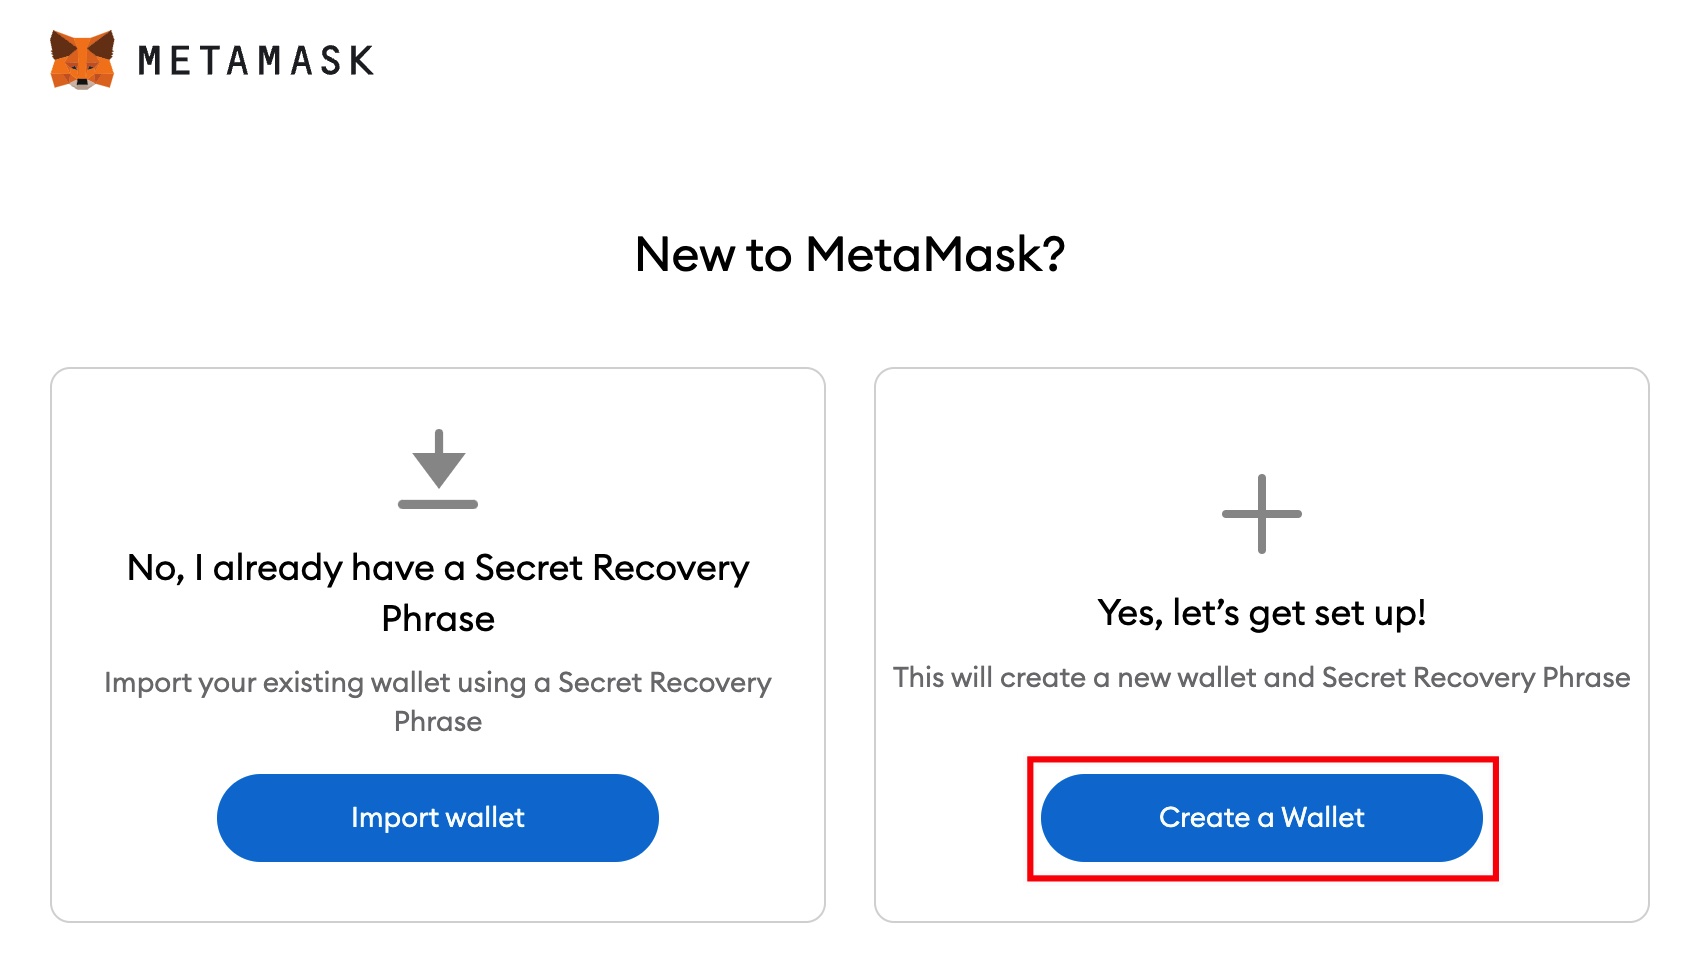 METAMASK
New to MetaMask?
No, I already have a Secret Recovery
Phrase
Import your existing wallet using a Secret Recovery
Phrase
Import wallet
Yes, let’s get set up!
This will create a new wallet and Secret Recovery Phrase
Create a Wallet